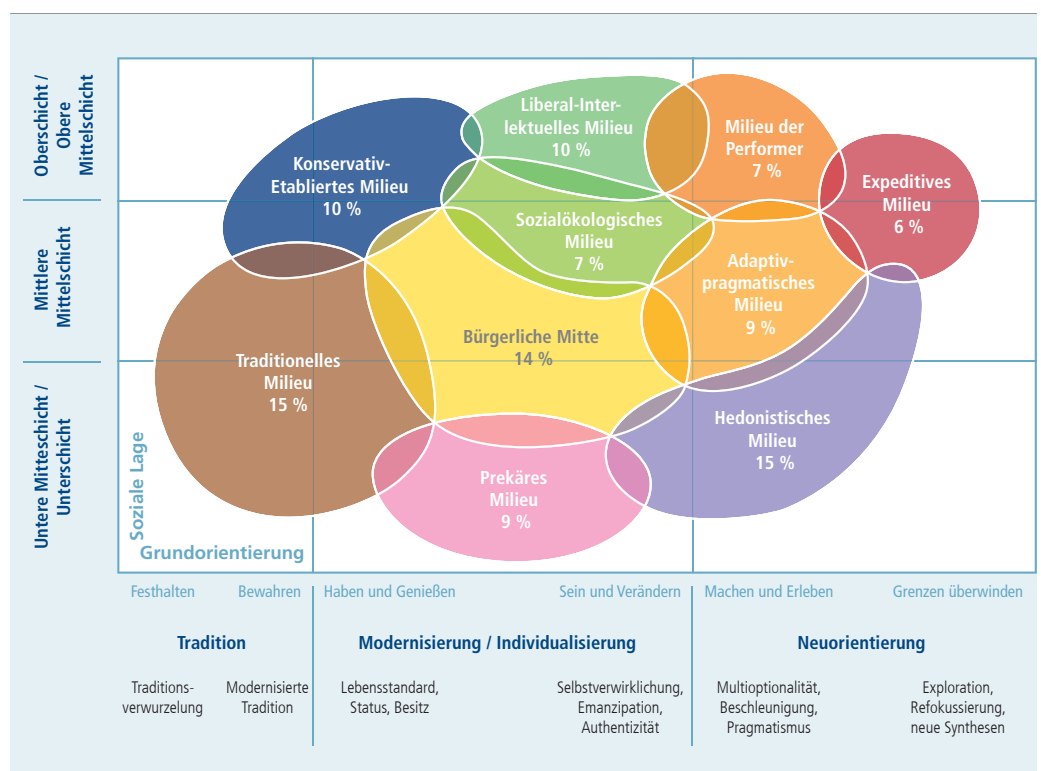 Oberschicht /
Obere
Mittelschicht
Mittlere
Mittelschicht
Untere Mitteschicht /
Unterschicht
Soziale Lage
Grundorientierung
Konservativ-
Etabliertes Milieu
10 %
Liberal-Inter-
lektuelles Milieu
10 %
Milieu der
Performer
7 %
Expeditives
Milieu
6 %
Sozialökologisches
Milieu
7 %
Adaptiv-
pragmatisches
Milieu
9 %
Bürgerliche Mitte
14 %
Traditionelles
Milieu
15 %
Hedonistisches
Milieu
15 %
Prekäres
Milieu
9 %
Festhalten
Bewahren
Haben und Genießen
Sein und Verändern
Machen und Erleben
Grenzen überwinden
Tradition
Modernisierung / Individualisierung
Neuorientierung
Traditions-
verwurzelung
Modernisierte
Tradition
Lebensstandard,
Status, Besitz
Selbstverwirklichung,
Emanzipation,
Authentizität
Multioptionalität,
Beschleunigung,
Pragmatismus
Exploration,
Refokussierung,
neue Synthesen